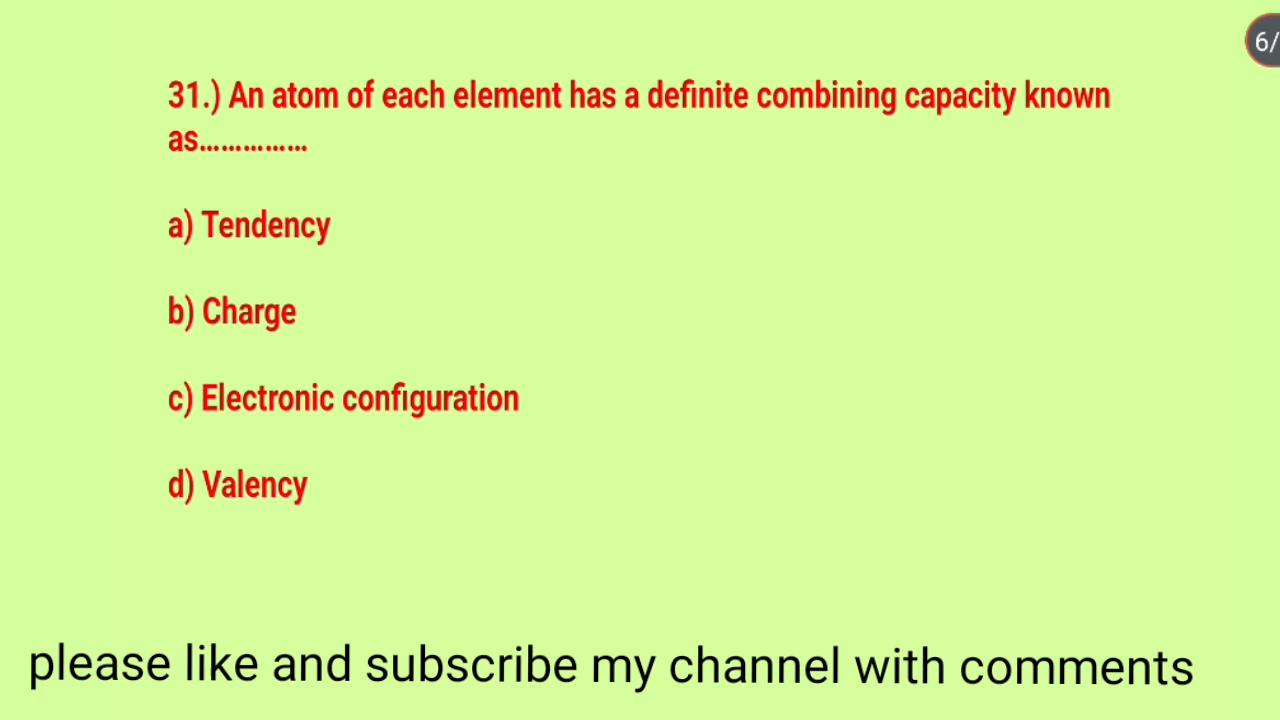 6/
31.) An atom of each element has a definite combining capacity known
as...............
a) Tendency
b) Charge
c) Electronic configuration
d) Valency
please like and subscribe my channel with comments